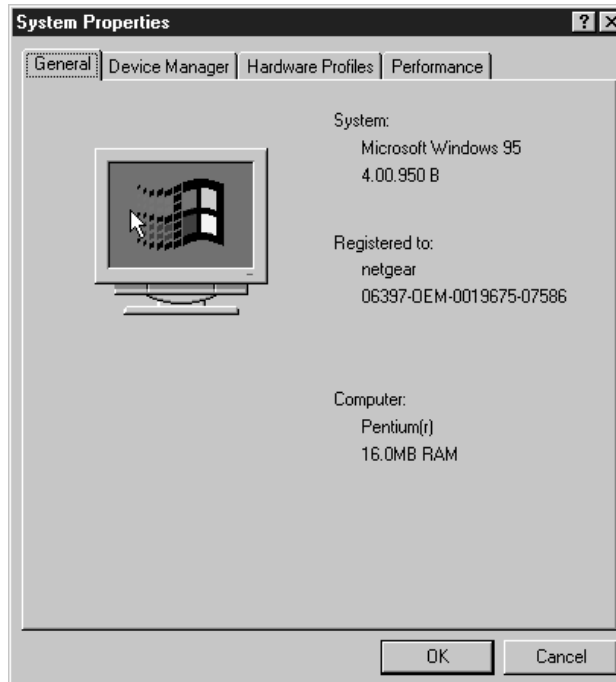 System Properties
General Device Manager Hardware Profiles Performance
System:
Microsoft Windows 95
4.00.950 B
Registered to:
netgear
06397-OEM-0019675-07586
Computer:
Pentium(r)
16.0MB RAM
OK Cancel